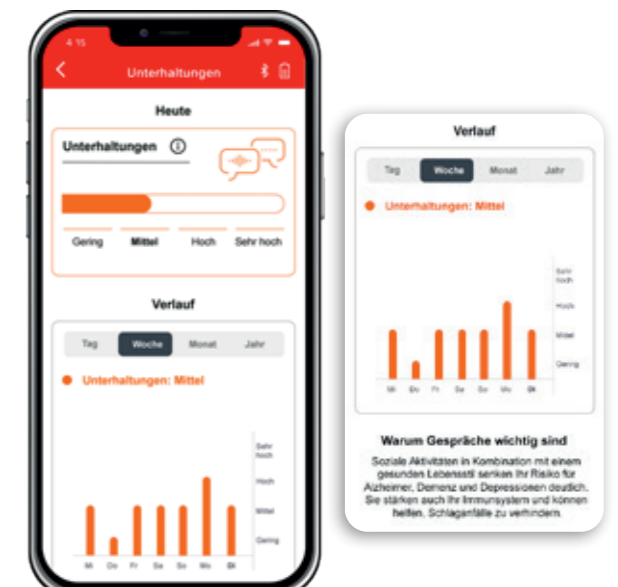 4 15
Unterhaltungen
Heute
Unterhaltungen
Gering Mittel Hoch Sehr hoch
Verlauf
Tag Woche Monat Jahr
Unterhaltungen: Mittel
Sehr
hoch
Hoch
Mittel
Gering
Mi Do Fr Sa So Mo Di
Verlauf
Tag Woche Monat Jahr
Unterhaltungen: Mittel
Sehr
hoch
Hoch
Mittel
Gering
Mi Do Fr Sa So Mo Di
Warum Gespräche wichtig sind
Soziale Aktivitäten in Kombination mit einem
gesunden Lebensstil senken Ihr Risiko für
Alzheimer, Demenz und Depressionen deutlich.
Sie stärken auch Ihr Immunsystem und können
helfen, Schlaganfälle zu verhindern.